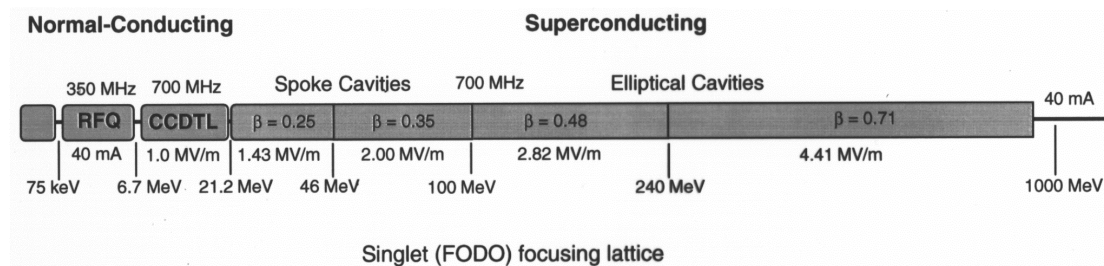 Normal-Conducting Superconducting
350 MHz 700 MHz Spoke Cavities 700 MHz Elliptical Cavities
40 mA
RFQ CCDTL β = 0.25 β = 0.35 β = 0.48 β = 0.71
40 mA 1.0 MV/m 1.43 MV/m 2.00 MV/m 2.82 MV/m 4.41 MV/m
75 keV 6.7 MeV 21.2 MeV 46 MeV 100 MeV 240 MeV 1000 MeV
Singlet (FODO) focusing lattice